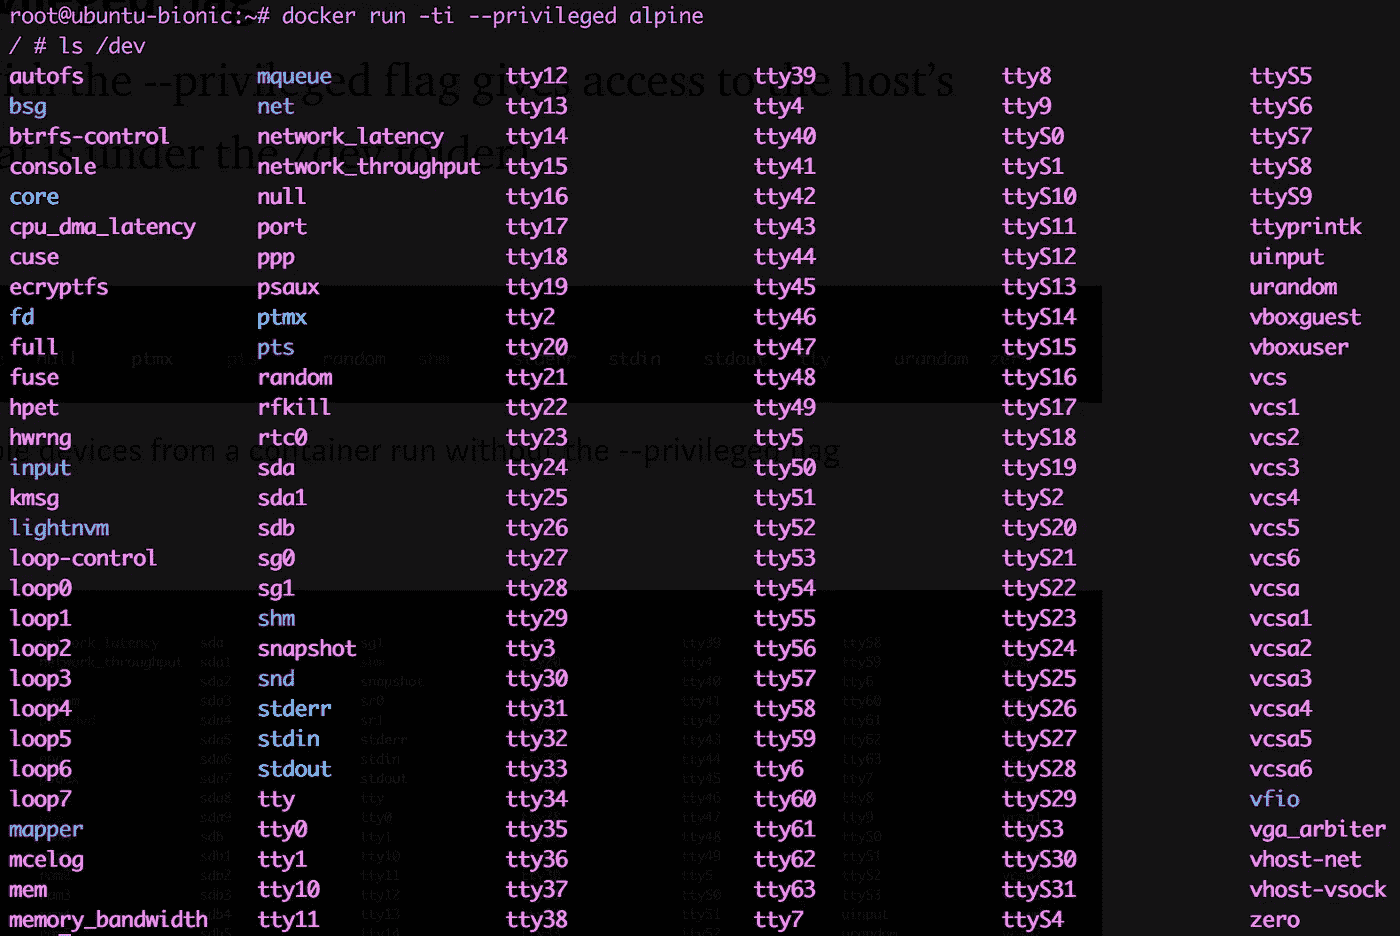 root@ubuntu-bionic:~# docker run -ti --privileged alpine
/ # ls /dev
autofs mqueue tty12 tty39 tty8 ttyS5
bsg net tty13 tty4 tty9 ttyS6
btrfs-control network_latency tty14 tty40 ttyS0 ttyS7
console network_throughput tty15 tty41 ttyS1 ttyS8
core null tty16 tty42 ttyS10 ttyS9
cpu_dma_latency port tty17 tty43 ttyS11 ttyprintk
cuse ppp tty18 tty44 ttyS12 uinput
ecryptfs psaux tty19 tty45 ttyS13 urandom
fd ptmx tty2 tty46 ttyS14 vboxguest
full pts tty20 tty47 ttyS15 vboxuser
fuse random tty21 tty48 ttyS16 vcs
hpet rfkill tty22 tty49 ttyS17 vcs1
hwrng rtc0 tty23 tty5 ttyS18 vcs2
input sda tty24 tty50 ttyS19 vcs3
kmsg sda1 tty25 tty51 ttyS2 vcs4
lightnvm sdb tty26 tty52 ttyS20 vcs5
loop-control sg0 tty27 tty53 ttyS21 vcs6
loop0 sg1 tty28 tty54 ttyS22 vcsa
loop1 shm tty29 tty55 ttyS23 vcsa1
loop2 snapshot tty3 tty56 ttyS24 vcsa2
loop3 snd tty30 tty57 ttyS25 vcsa3
loop4 stderr tty31 tty58 ttyS26 vcsa4
loop5 stdin tty32 tty59 ttyS27 vcsa5
loop6 stdout tty33 tty6 ttyS28 vcsa6
loop7 tty tty34 tty60 ttyS29 vfio
mapper tty0 tty35 tty61 ttyS3 vga_arbiter
mcelog tty1 tty36 tty62 ttyS30 vhost-net
mem tty10 tty37 tty63 ttyS31 vhost-vsock
memory_bandwidth tty11 tty38 tty7 ttyS4 zero